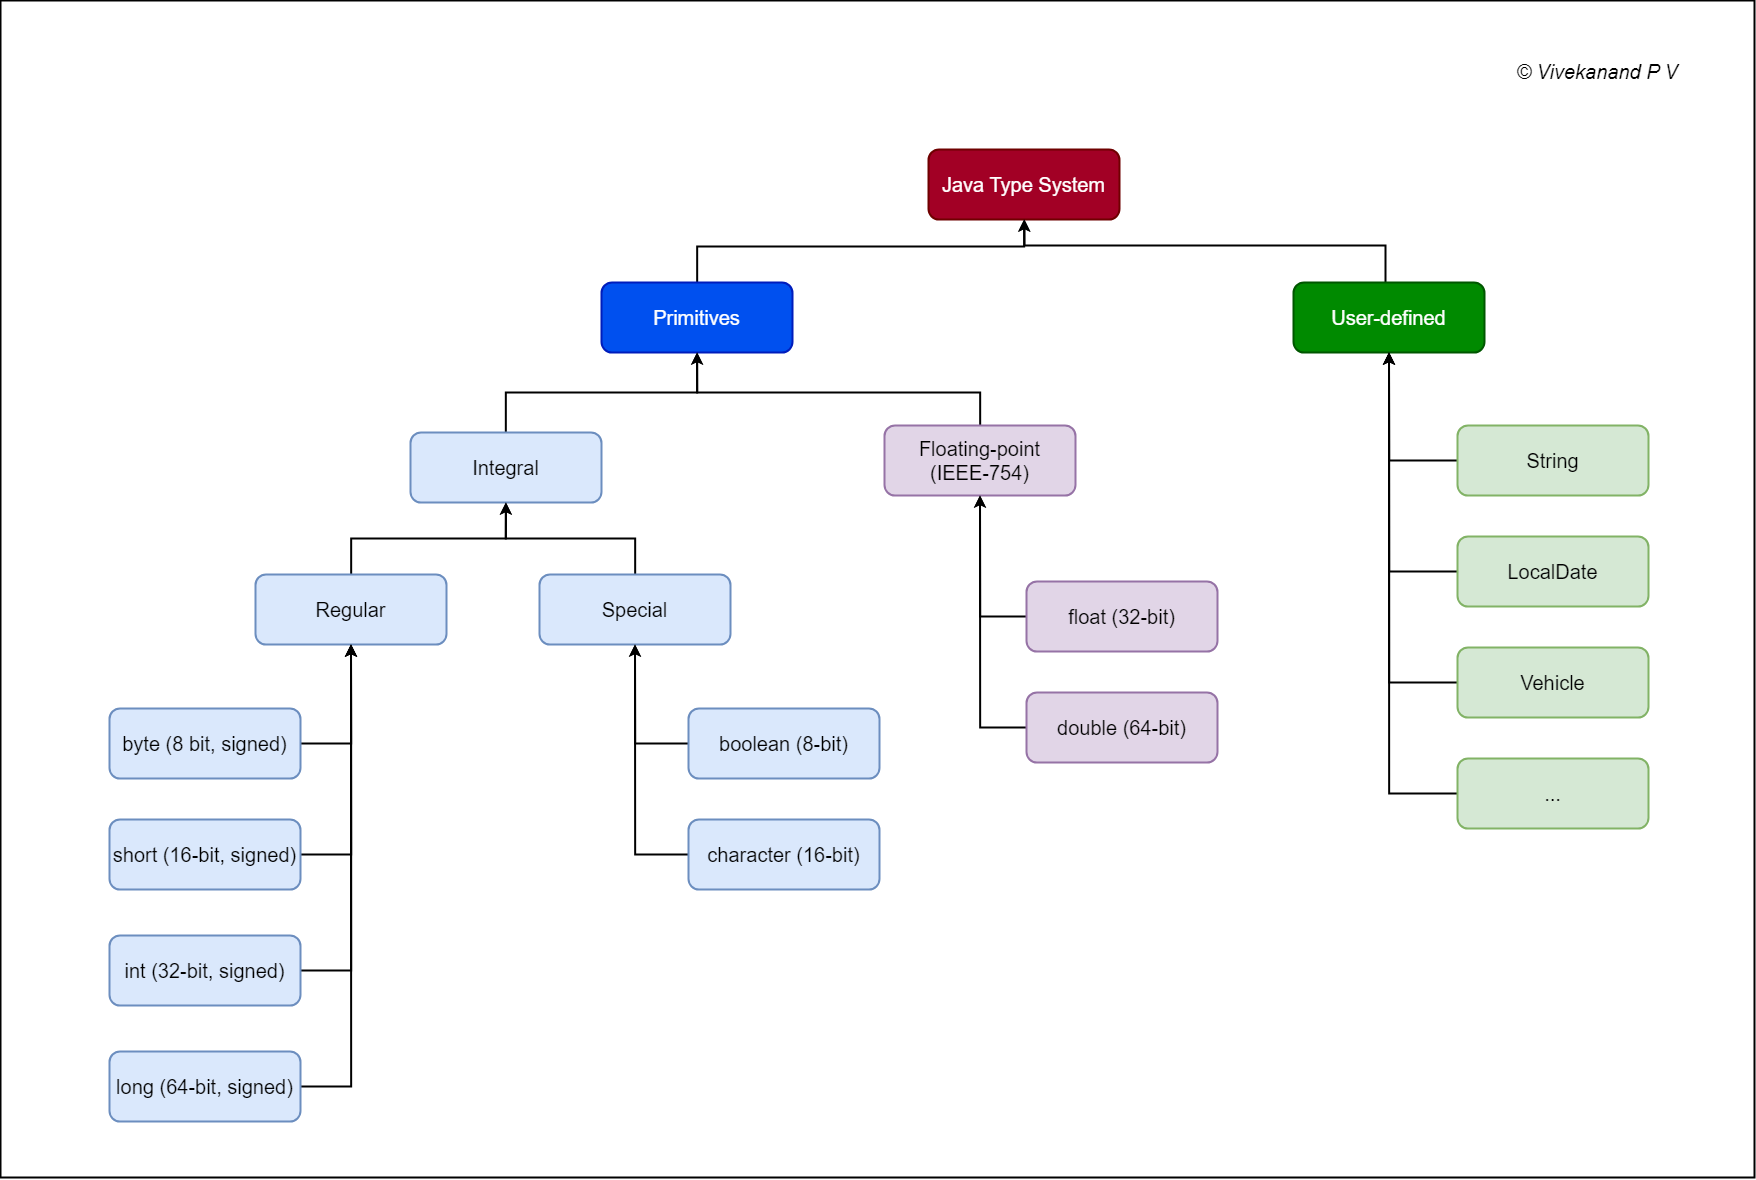 © Vivekanand P V
Java Type System
Primitives
User-defined
Integral
Floating-point
(IEEE-754)
String
LocalDate
Regular
Special
float (32-bit)
Vehicle
double (64-bit)
byte (8 bit, signed)
boolean (8-bit)
...
short (16-bit, signed)
character (16-bit)
int (32-bit, signed)
long (64-bit, signed)